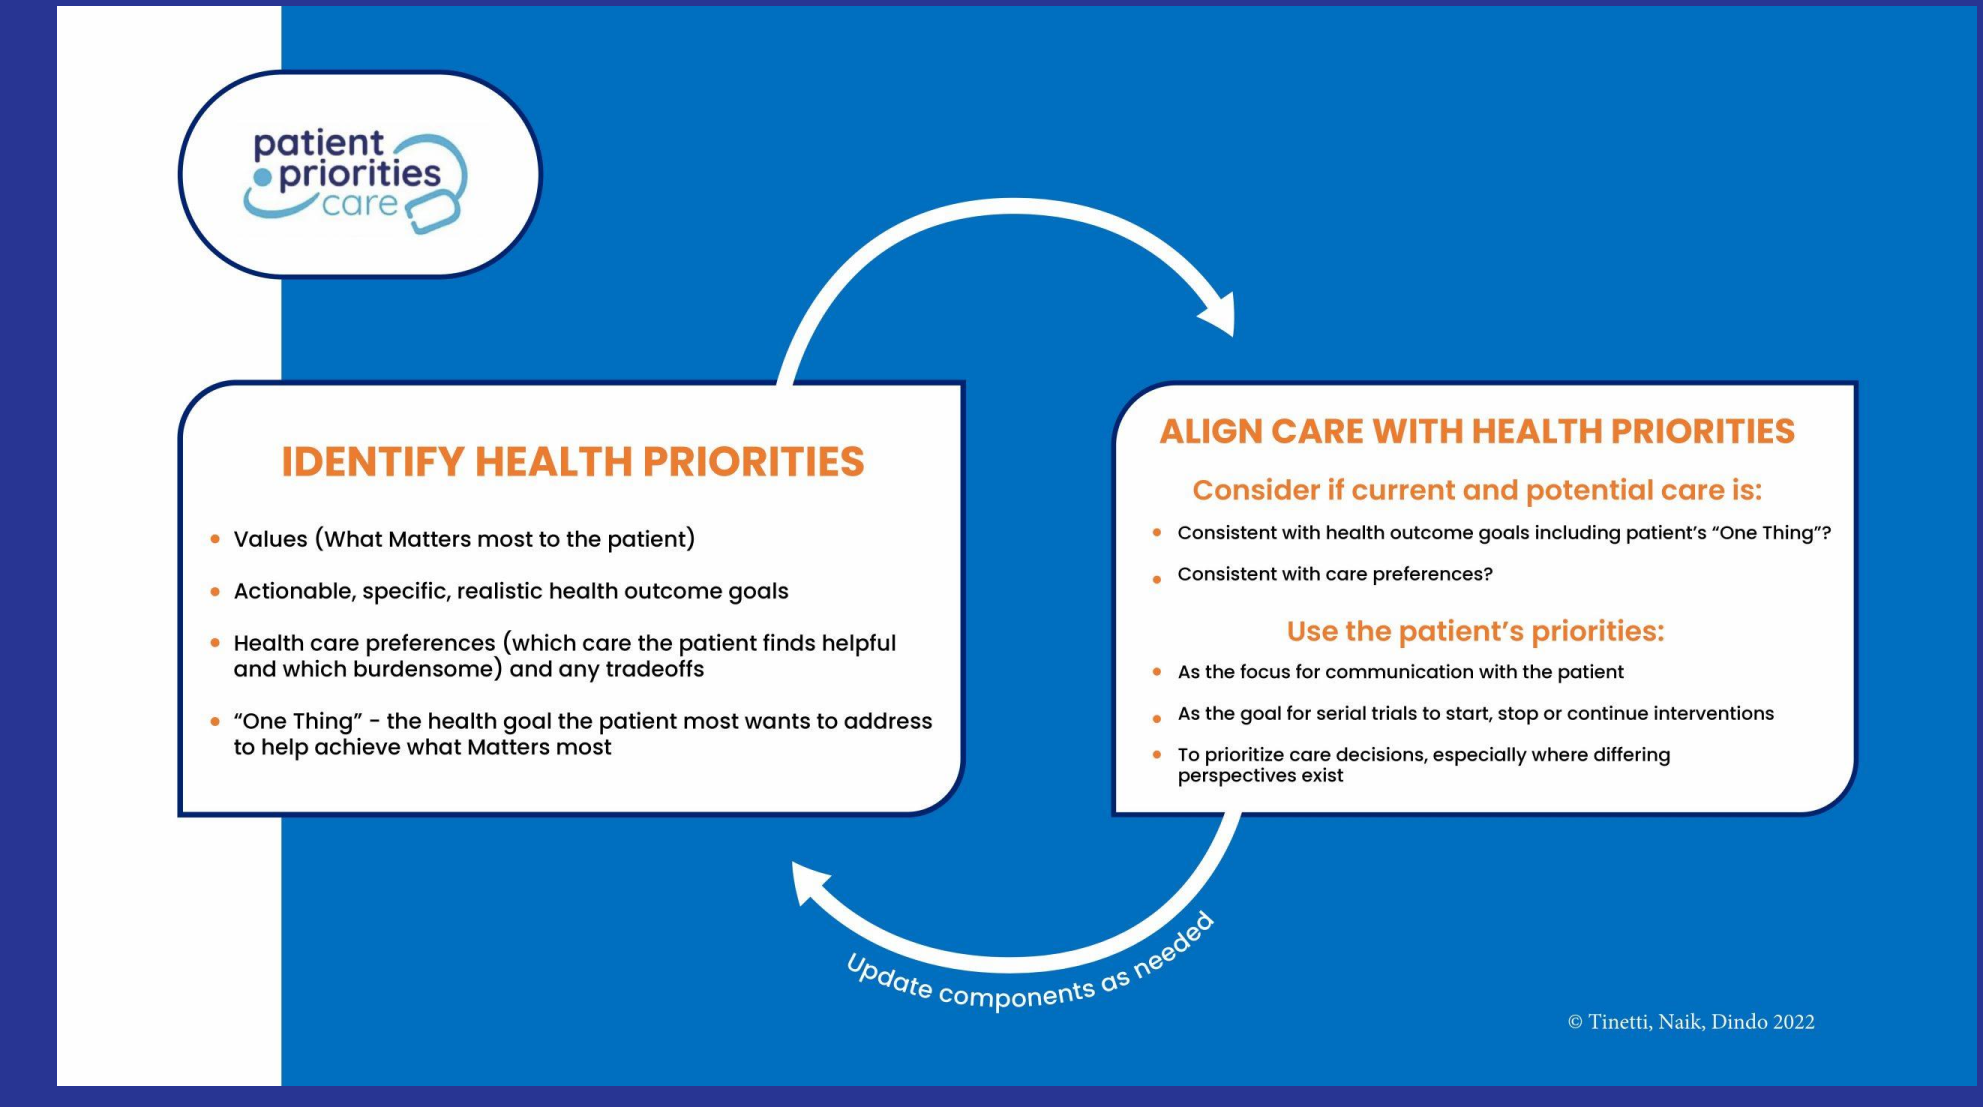 patient
priorities
care
IDENTIFY HEALTH PRIORITIES
• Values (What Matters most to the patient)
• Actionable, specific, realistic health outcome goals
• Health care preferences (which care the patient finds helpful
and which burdensome) and any tradeoffs
• “One Thing” - the health goal the patient most wants to address
to help achieve what Matters most
ALIGN CARE WITH HEALTH PRIORITIES
Consider if current and potential care is:
• Consistent with health outcome goals including patient’s “One Thing”?
• Consistent with care preferences?
Use the patient’s priorities:
• As the focus for communication with the patient
• As the goal for serial trials to start, stop or continue interventions
• To prioritize care decisions, especially where differing
perspectives exist
Update components as needed
© Tinetti, Naik, Dindo 2022